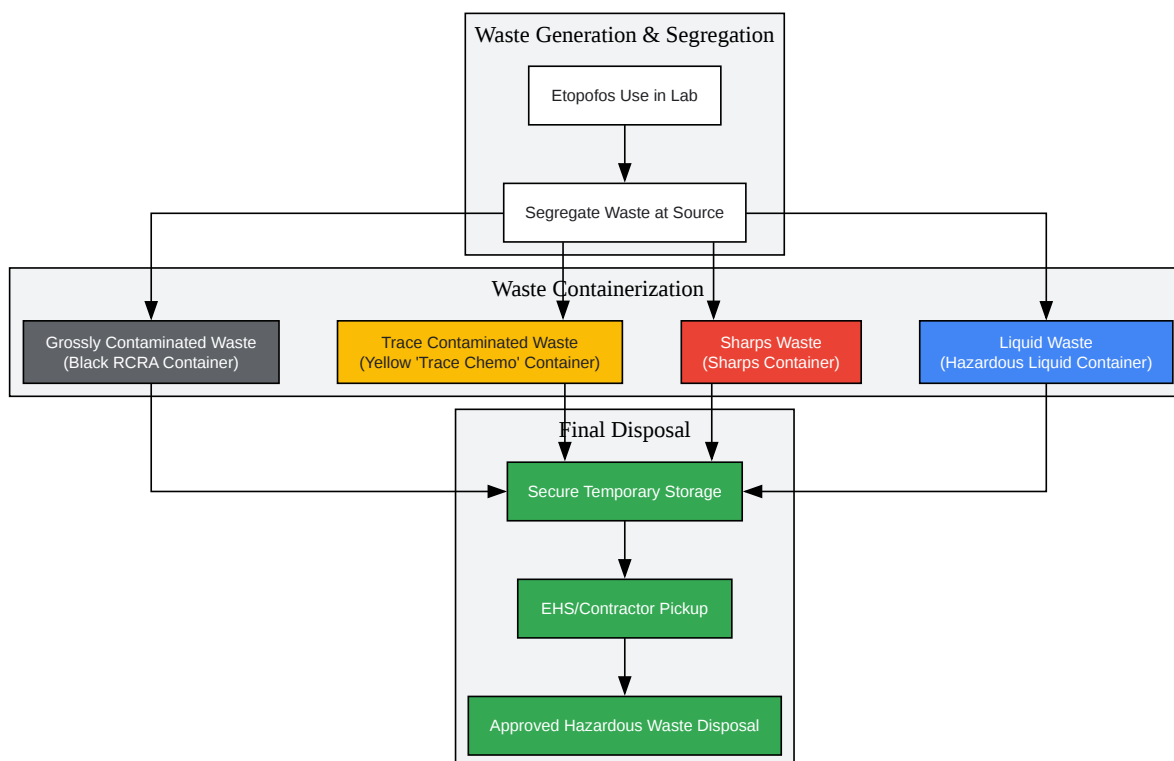 Waste Generation & Segregation
Etopofos Use in Lab
Segregate Waste at Source
Waste Containerization
Grossly Contaminated Waste
(Black RCRA Container)
Trace Contaminated Waste
(Yellow 'Trace Chemo' Container)
Sharps Waste
(Sharps Container)
Liquid Waste
(Hazardous Liquid Container)
Final Disposal
Secure Temporary Storage
EHS/Contractor Pickup
Approved Hazardous Waste Disposal